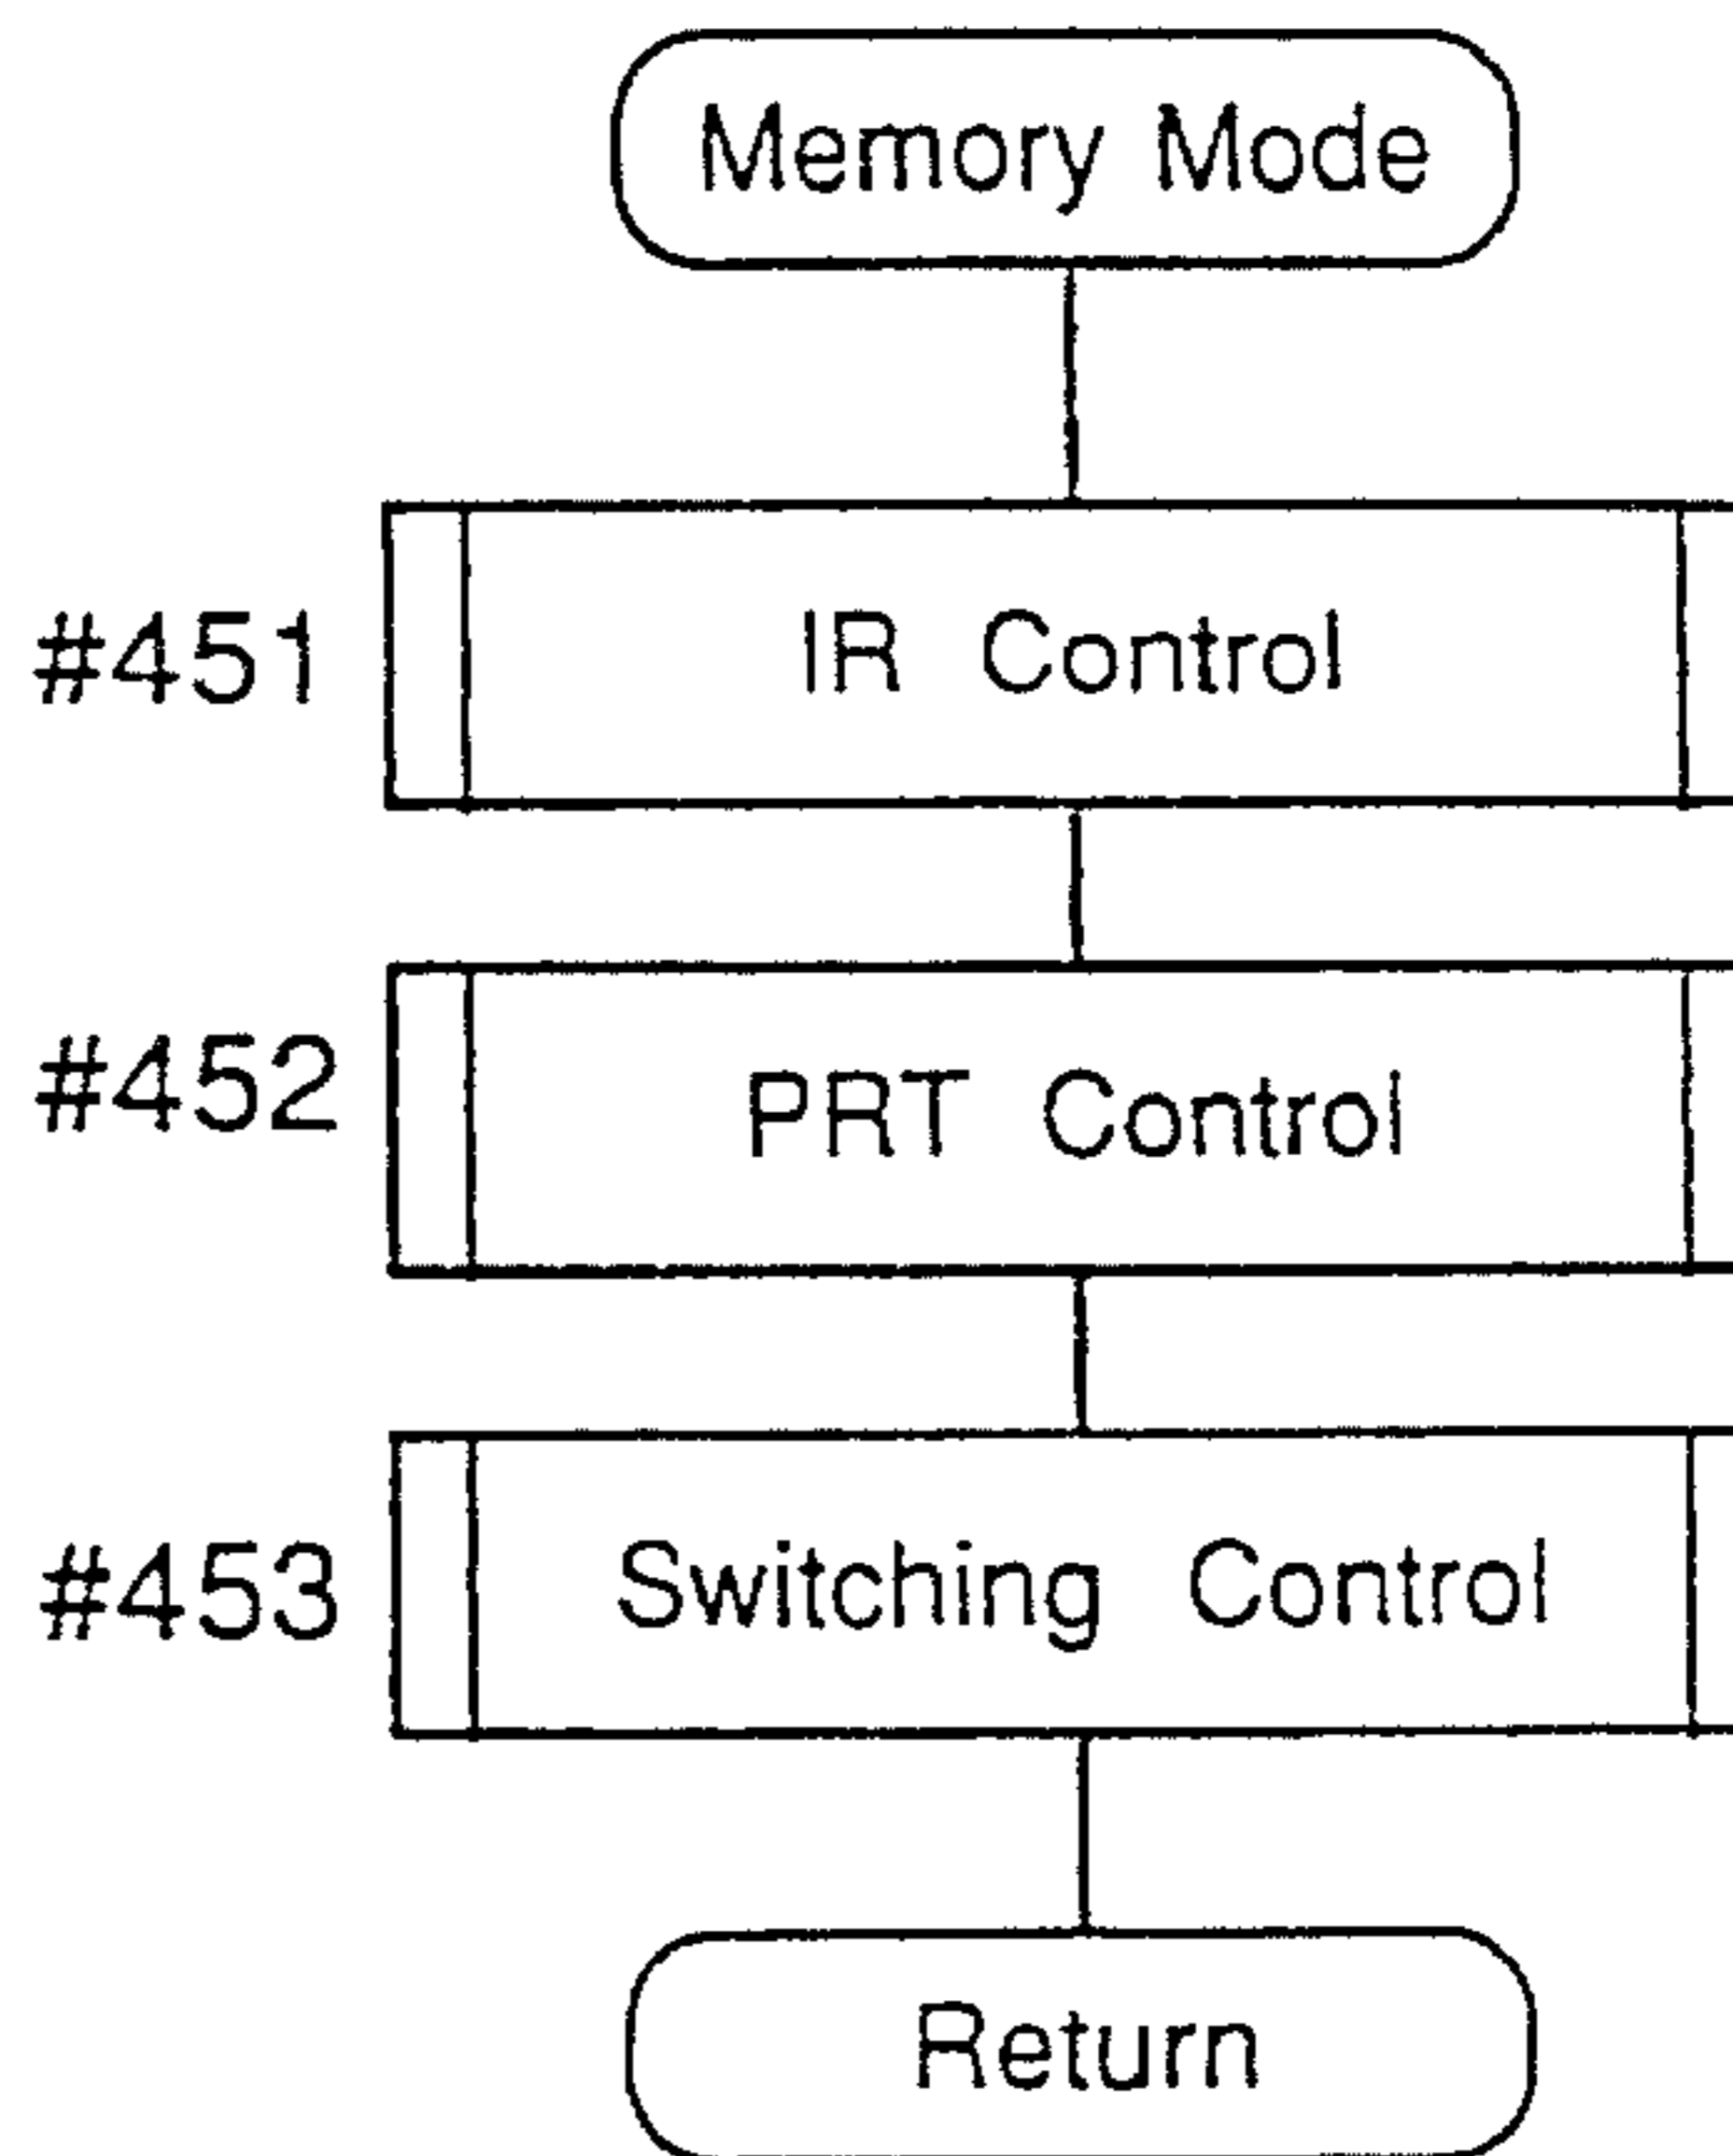 Memory Mode
#451 IR Control
#452 PRT Control
#453 Switching Control
Return